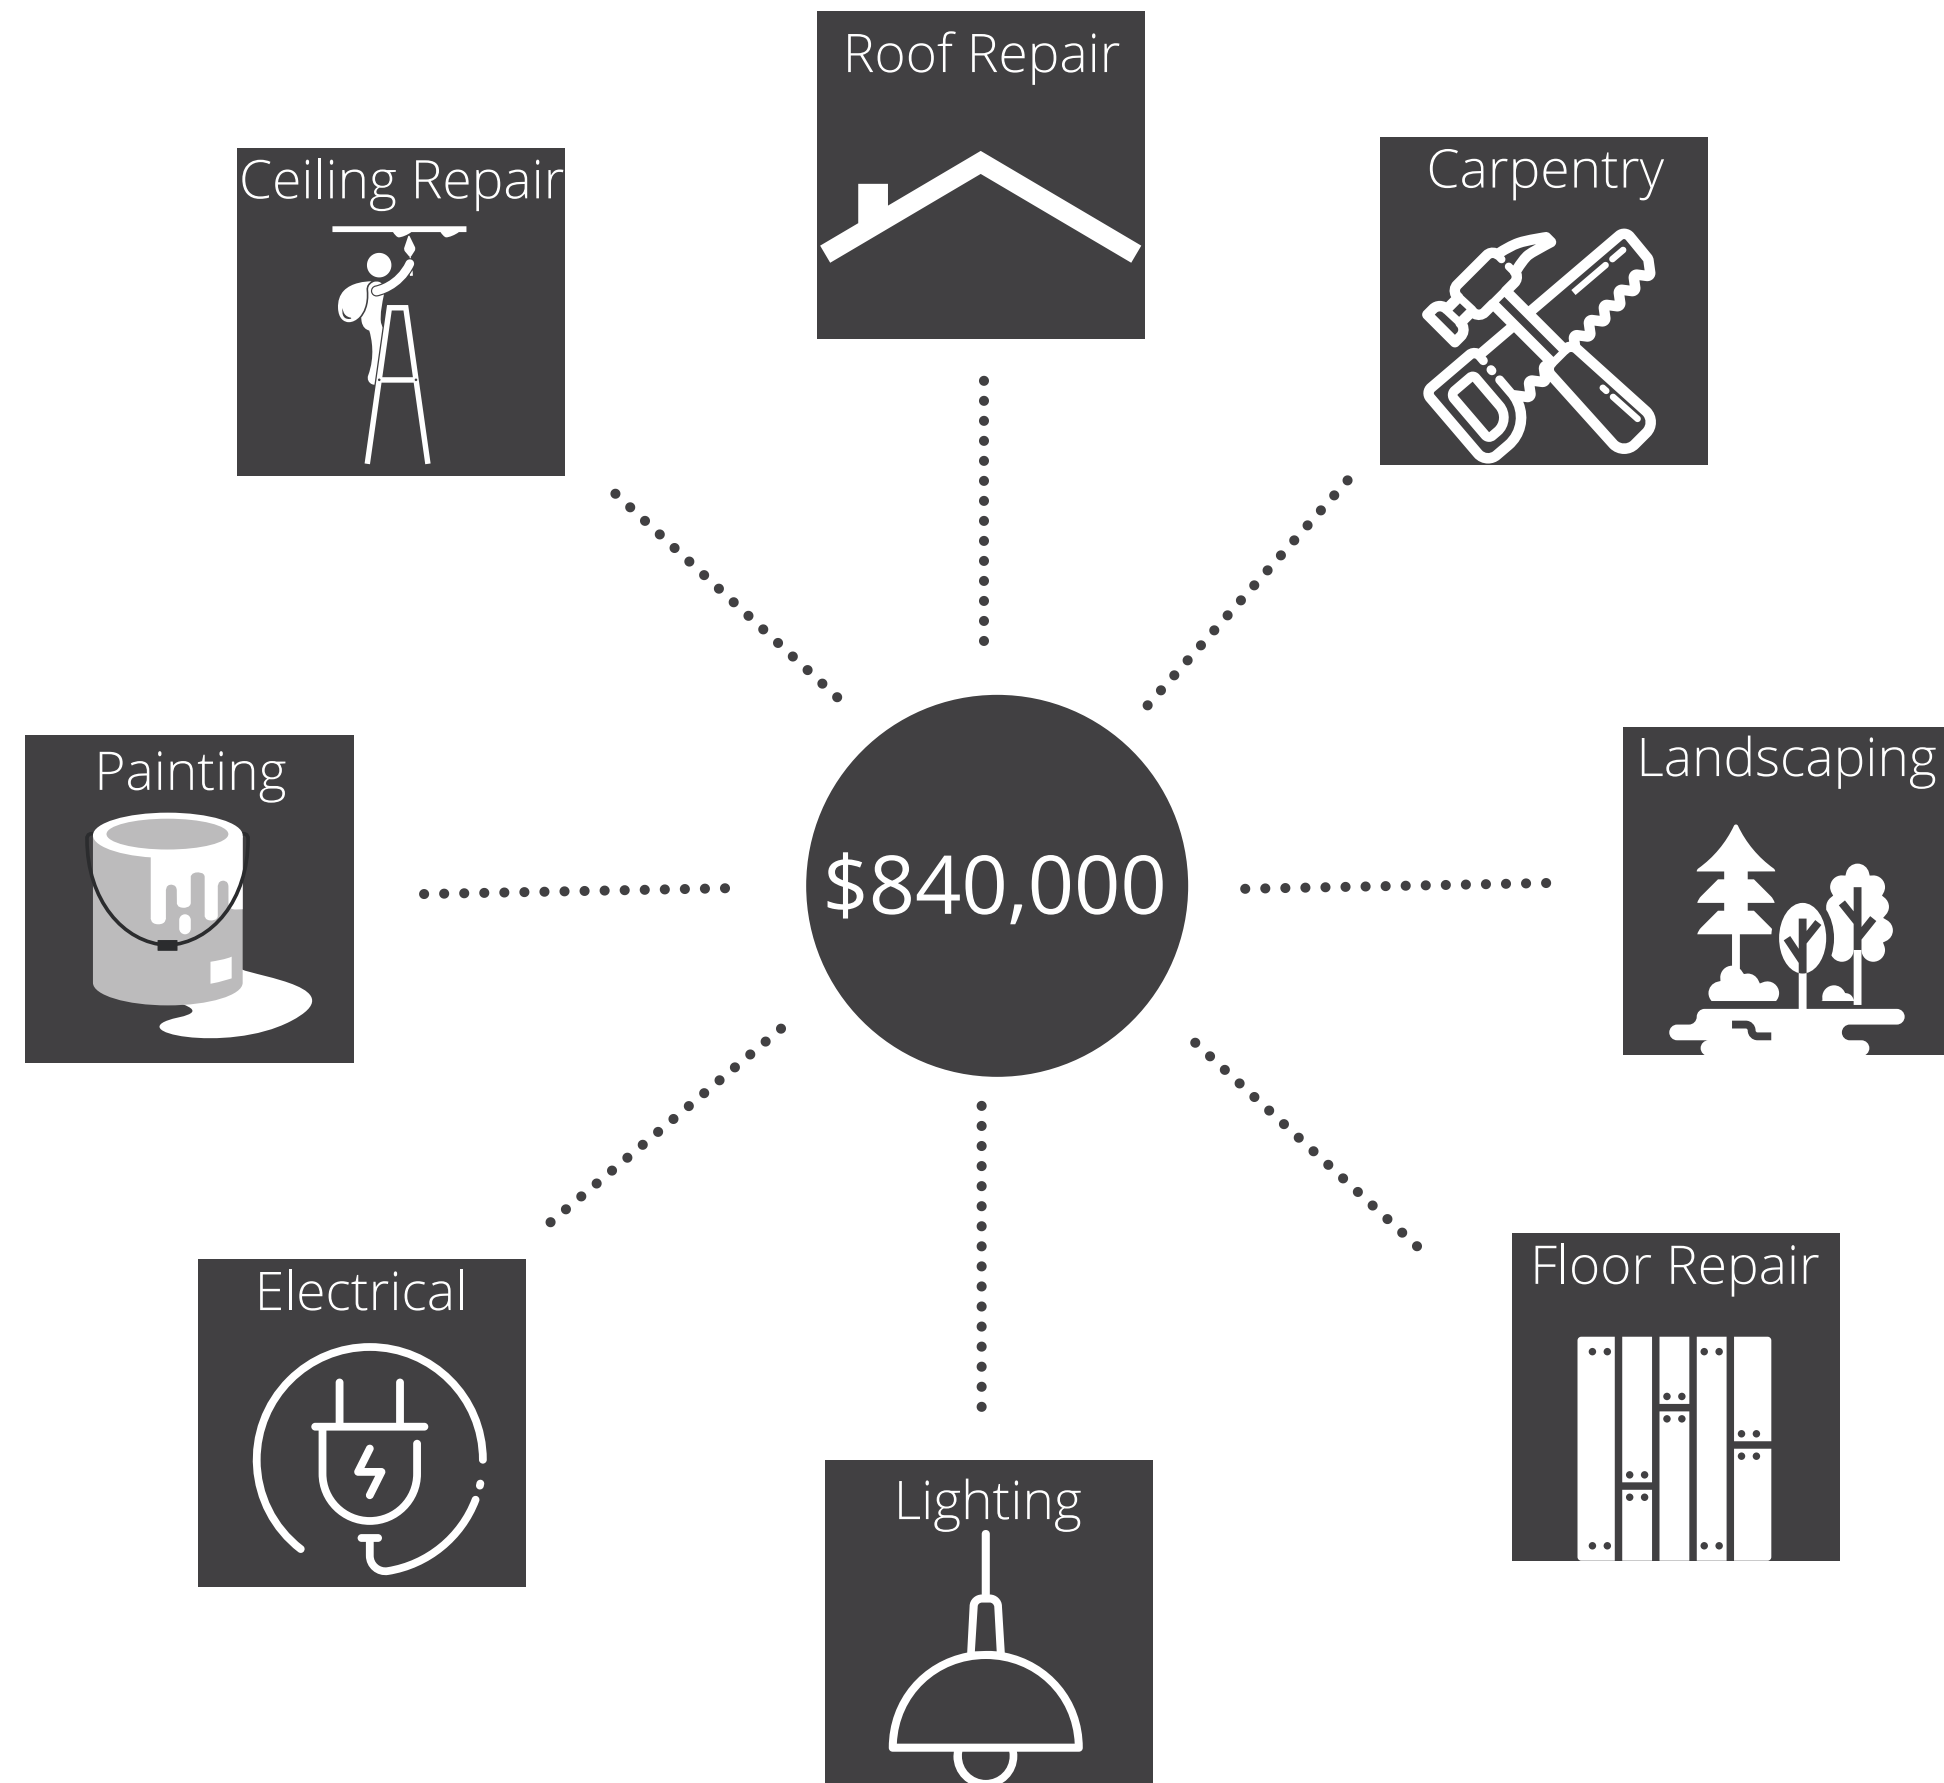 Roof Repair
Ceiling Repair
Carpentry
Painting
Landscaping
$840,000
Electrical
Floor Repair
Lighting